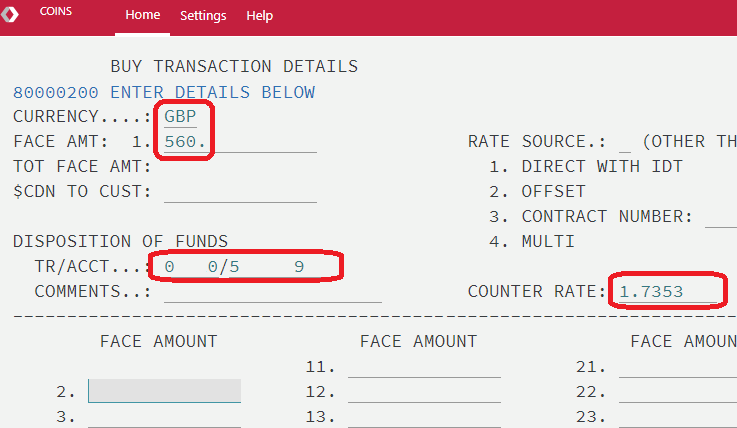 COINS Home Settings Help
BUY TRANSACTION DETAILS
80000200 ENTER DETAILS BELOW
CURRENCY....: GBP
FACE AMT: 1. 560. RATE SOURCE.: _ (OTHER TH
TOT FACE AMT: 1. DIRECT WITH IDT
$CDN TO CUST: 2. OFFSET
3. CONTRACT NUMBER:
DISPOSITION OF FUNDS 4. MULTI
TR/ACCT...: 0 0/5 9
COMMENTS..: COUNTER RATE: 1.7353
FACE AMOUNT FACE AMOUNT FACE AMOUN
11. 21.
2. 12. 22.
3. 13. 23.